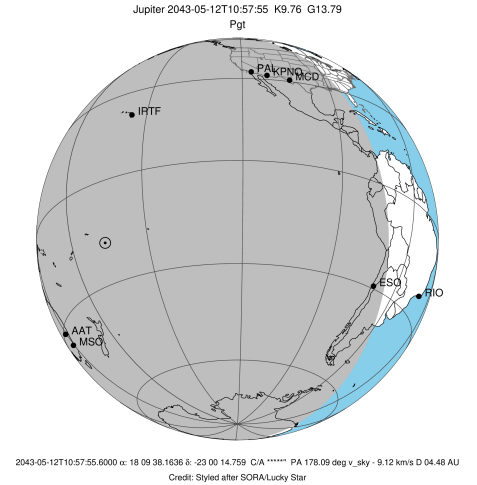 Jupiter 2043-05-12T10:57:55 K9.76 G13.79
Pgt
PAL
KPNO
MCD
IRTF
ESO
RIO
AAT
MSO
2043-05-12T10:57:55.6000 α: 18 09 38.1636 δ: -23 00 14.759 C/A *****" PA 178.09 deg v_sky - 9.12 km/s D 04.48 AU
Credit: Styled after SORA/Lucky Star